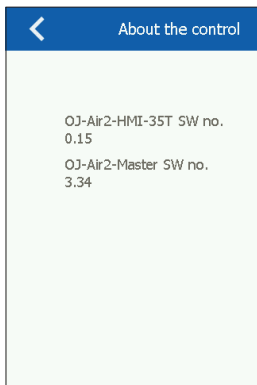 About the control
OJ-Air2-HMI-35T SW no.
0.15
OJ-Air2-Master SW no.
3.34